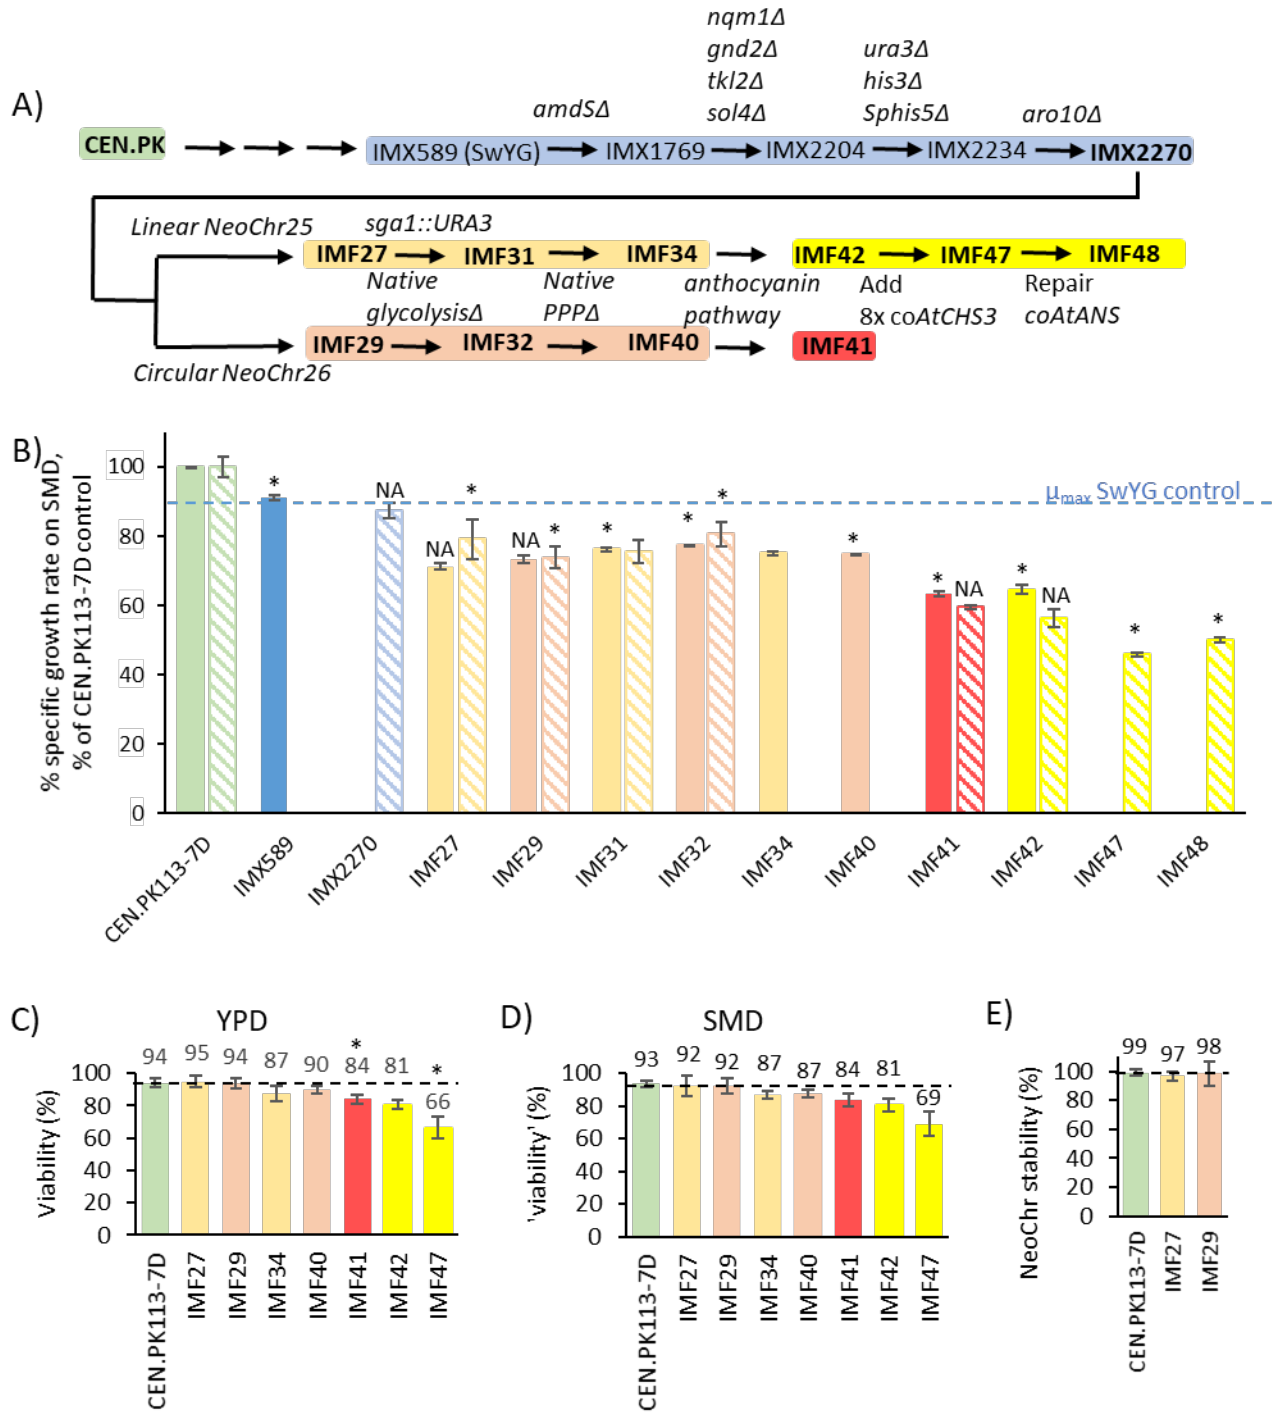 A)
nqm1Δ
gnd2Δ
tkl2Δ
sol4Δ
ura3Δ
his3Δ
Sphis5Δ
amdSΔ
aro10Δ
CEN.PK
IMX589 (SwYG)
IMX1769
IMX2204
IMX2234
IMX2270
Linear NeoChr25
sga1::URA3
IMF27
IMF31
IMF34
IMF42
IMF47
IMF48
Native
glycolysisΔ
Native
PPPΔ
anthocyanin
pathway
Add
8x coAtCHS3
Repair
coAtANS
IMF29
IMF32
IMF40
IMF41
Circular NeoChr26
B)
% specific growth rate on SMD,
% of CEN.PK113-7D control
100
80
60
40
20
0
*
NA
*
NA
*
NA
*
*
*
*
*
*
NA
*
NA
*
*
μmax SwYG control
CEN.PK113-7D
IMX589
IMX2270
IMF27
IMF29
IMF31
IMF32
IMF34
IMF40
IMF41
IMF42
IMF47
IMF48
C)
YPD
Viability (%)
100
80
60
40
20
0
94
95
94
87
90
*
84
81
*
66
CEN.PK113-7D
IMF27
IMF29
IMF34
IMF40
IMF41
IMF42
IMF47
D)
SMD
'viability' (%)
100
80
60
40
20
0
93
92
92
87
87
84
81
69
CEN.PK113-7D
IMF27
IMF29
IMF34
IMF40
IMF41
IMF42
IMF47
E)
NeoChr stability (%)
100
80
60
40
20
0
99
97
98
CEN.PK113-7D
IMF27
IMF29